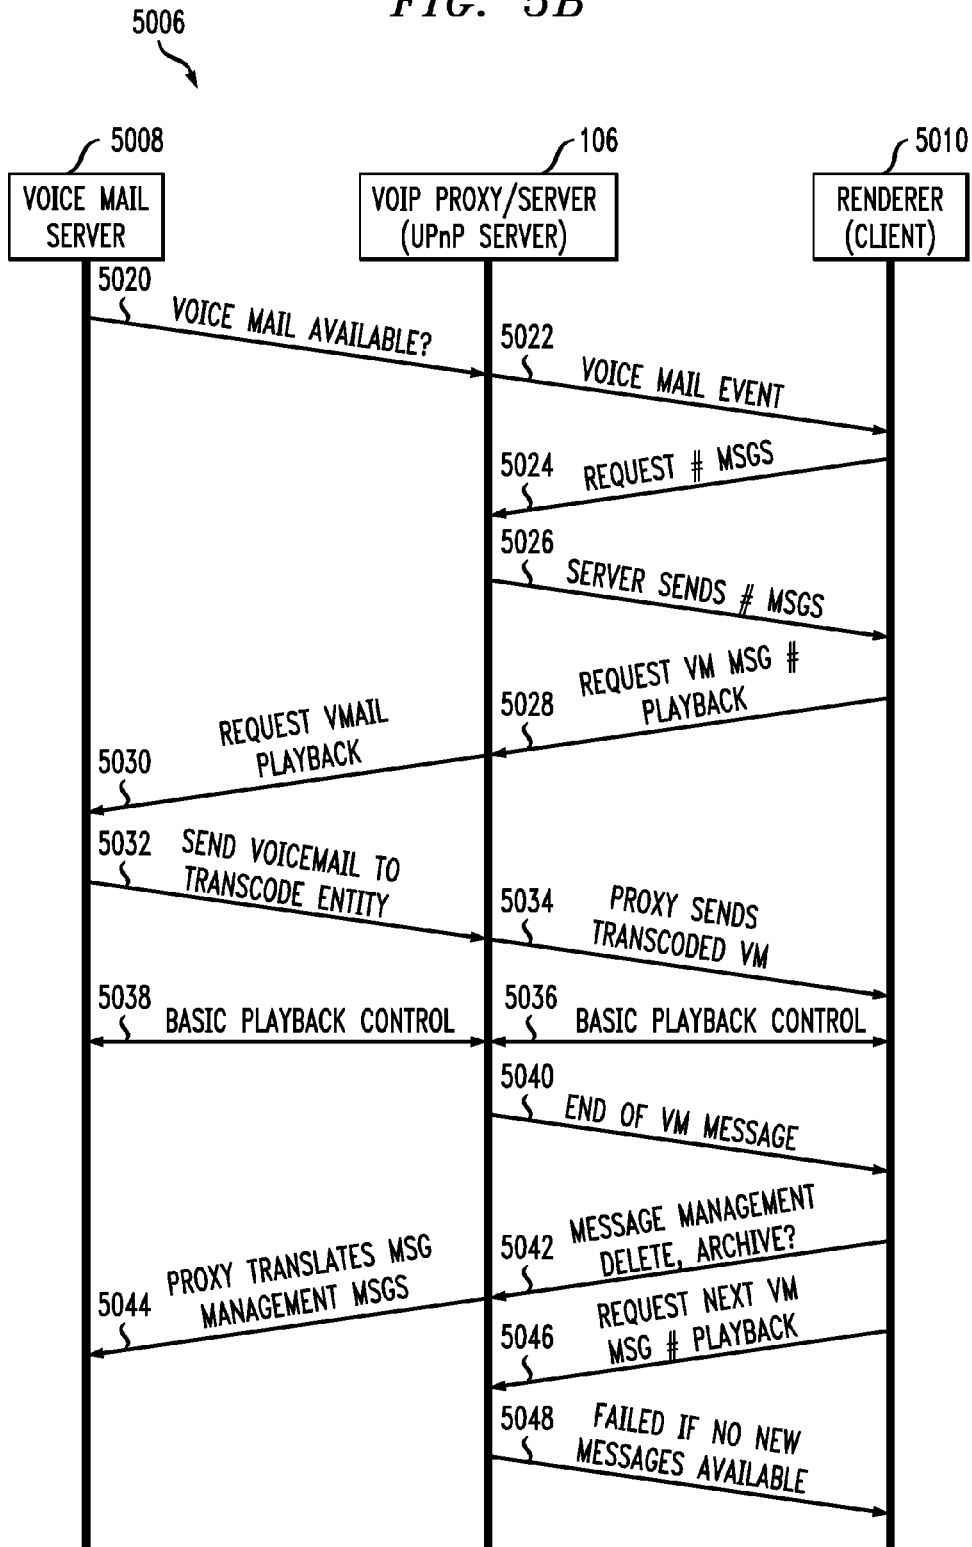 FIG. 5B
5006
5008
106
5010
VOICE MAIL
SERVER
VOIP PROXY/SERVER
(UPnP SERVER)
RENDERER
(CLIENT)
5020
VOICE MAIL AVAILABLE?
5022
VOICE MAIL EVENT
5024
REQUEST # MSGS
5026
SERVER SENDS # MSGS
5028
REQUEST VM MSG #
PLAYBACK
5030
REQUEST VMAIL
PLAYBACK
5032
SEND VOICEMAIL TO
TRANSCODE ENTITY
5034
PROXY SENDS
TRANSCODED VM
5038
BASIC PLAYBACK CONTROL
5036
BASIC PLAYBACK CONTROL
5040
END OF VM MESSAGE
5042
MESSAGE MANAGEMENT
DELETE, ARCHIVE?
5044
PROXY TRANSLATES MSG
MANAGEMENT MSGS
5046
REQUEST NEXT VM
MSG # PLAYBACK
5048
FAILED IF NO NEW
MESSAGES AVAILABLE